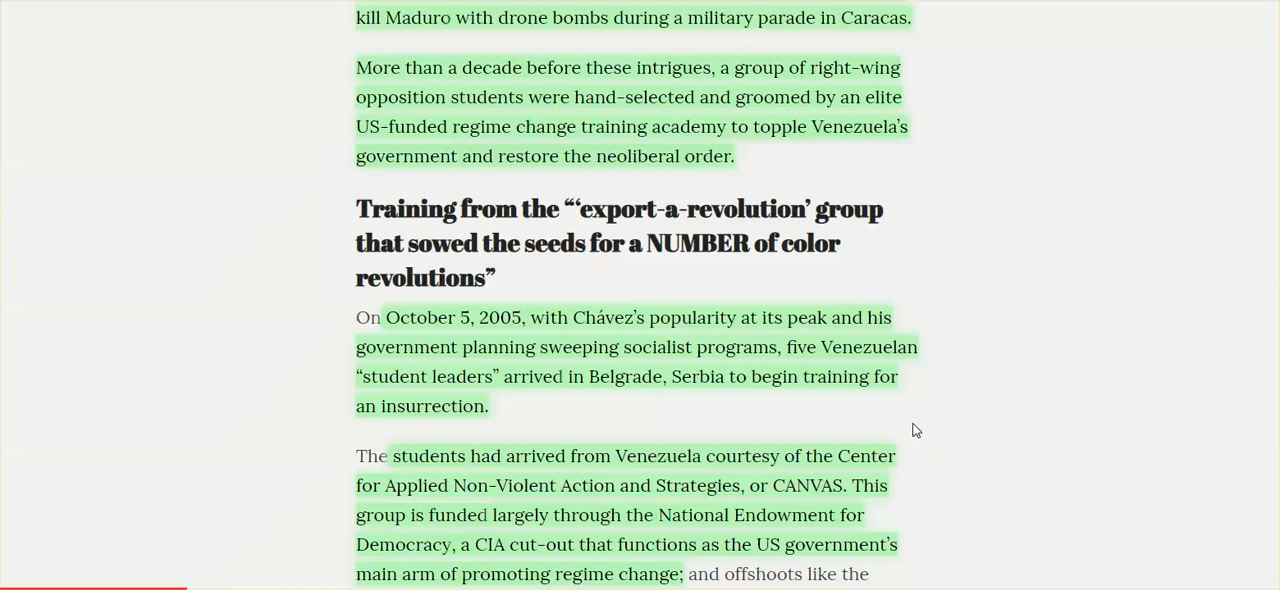 kill Maduro with drone bombs during a military parade in Caracas.
More than a decade before these intrigues, a group of right-wing
opposition students were hand-selected and groomed by an elite
US-funded regime change training academy to topple Venezuela’s
government and restore the neoliberal order.
Training from the “‘export-a-revolution’ group
that sowed the seeds for a NUMBER of color
revolutions”
On October 5, 2005, with Chávez’s popularity at its peak and his
government planning sweeping socialist programs, five Venezuelan
“student leaders” arrived in Belgrade, Serbia to begin training for
an insurrection.
The students had arrived from Venezuela courtesy of the Center
for Applied Non-Violent Action and Strategies, or CANVAS. This
group is funded largely through the National Endowment for
Democracy, a CIA cut-out that functions as the US government’s
main arm of promoting regime change; and offshoots like the